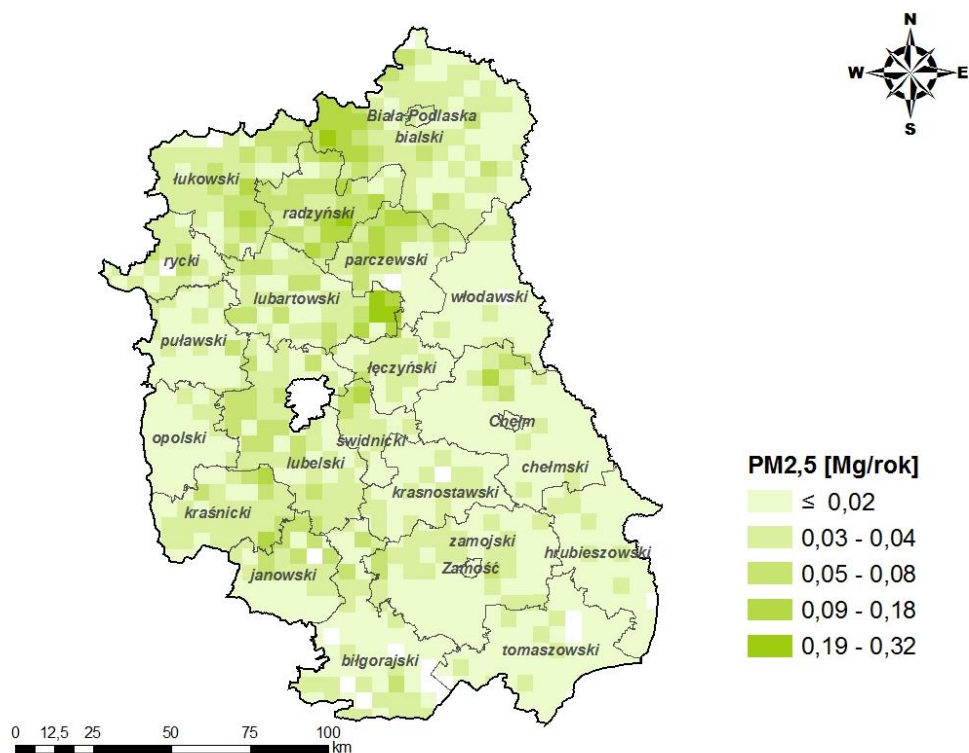 N
W E
S
Biała Podlaska
bialski
łukowski
radzyński
rycki
parczewski
lubartowski
włodawski
puławski
łęczyński
opolski
Chełm
świdnicki
lubelski
chełmski
krasnostawski
kraśnicki
zamojski
hrubieszowski
Zamość
janowski
tomaszowski
biłgorajski
PM2,5 [Mg/rok]
≤ 0,02
0,03 - 0,04
0,05 - 0,08
0,09 - 0,18
0,19 - 0,32
0 12,5 25 50 75 100
km